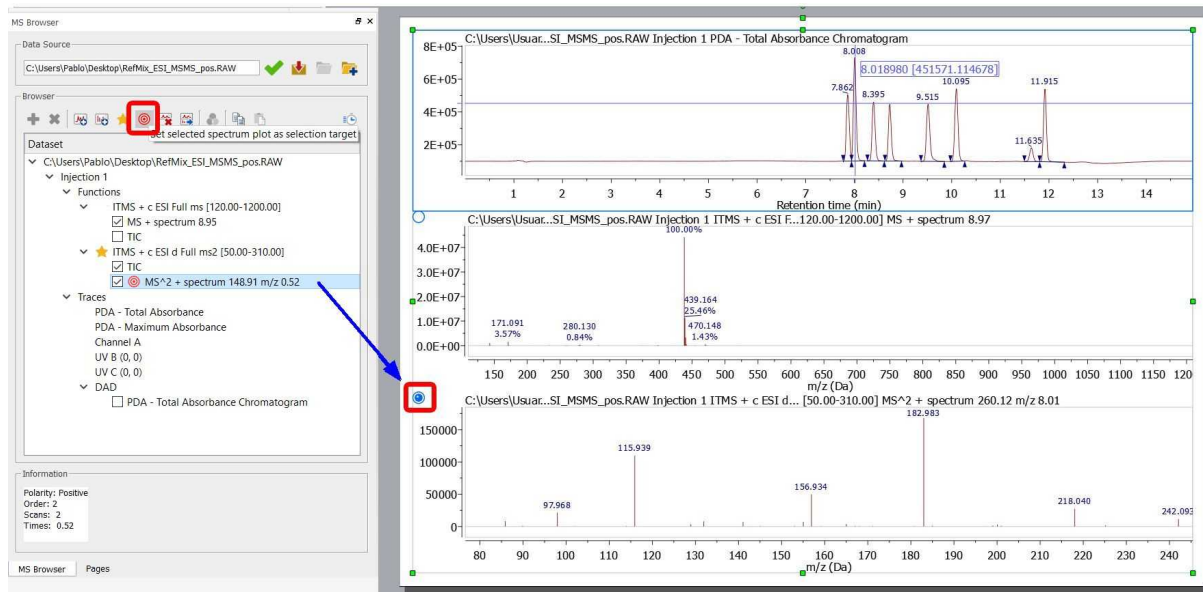 MS Browser
Data Source
C:\Users\Pablo\Desktop\RefMix_ESI_MSMS_pos.RAW
Browser
Set selected spectrum plot as selection target
Dataset
C:\Users\Pablo\Desktop\RefMix_ESI_MSMS_pos.RAW
Injection 1
Functions
ITMS + c ESI Full ms [120.00-1200.00]
MS + spectrum 8.95
TIC
ITMS + c ESI d Full ms2 [50.00-310.00]
TIC
MS^2 + spectrum 148.91 m/z 0.52
Traces
PDA - Total Absorbance
PDA - Maximum Absorbance
Channel A
UV B (0, 0)
UV C (0, 0)
DAD
PDA - Total Absorbance Chromatogram
Information
Polarity: Positive
Order: 2
Scans: 2
Times: 0.52
MS Browser Pages
C:\Users\Usuar...SI_MSMS_pos.RAW Injection 1 PDA - Total Absorbance Chromatogram
8E+05
6E+05
4E+05
2E+05
7.862
8.008
8.018980 [451571.114678]
8.395
9.515
10.095
11.635
11.915
1 2 3 4 5 6 7 8 9 10 11 12 13 14
Retention time (min)
C:\Users\Usuar...SI_MSMS_pos.RAW Injection 1 ITMS + c ESI F...120.00-1200.00] MS + spectrum 8.97
100.00%
4.0E+07
3.0E+07
2.0E+07
1.0E+07
0.0E+00
171.091
3.57%
280.130
0.84%
439.164
25.46%
470.148
1.43%
150 200 250 300 350 400 450 500 550 600 650 700 750 800 850 900 950 1000 1050 1100 1150 120
m/z (Da)
C:\Users\Usuar...SI_MSMS_pos.RAW Injection 1 ITMS + c ESI d... [50.00-310.00] MS^2 + spectrum 260.12 m/z 8.01
150000
100000
50000
0
97.968
115.939
156.934
182.983
218.040
242.093
80 90 100 110 120 130 140 150 160 170 180 190 200 210 220 230 240
m/z (Da)